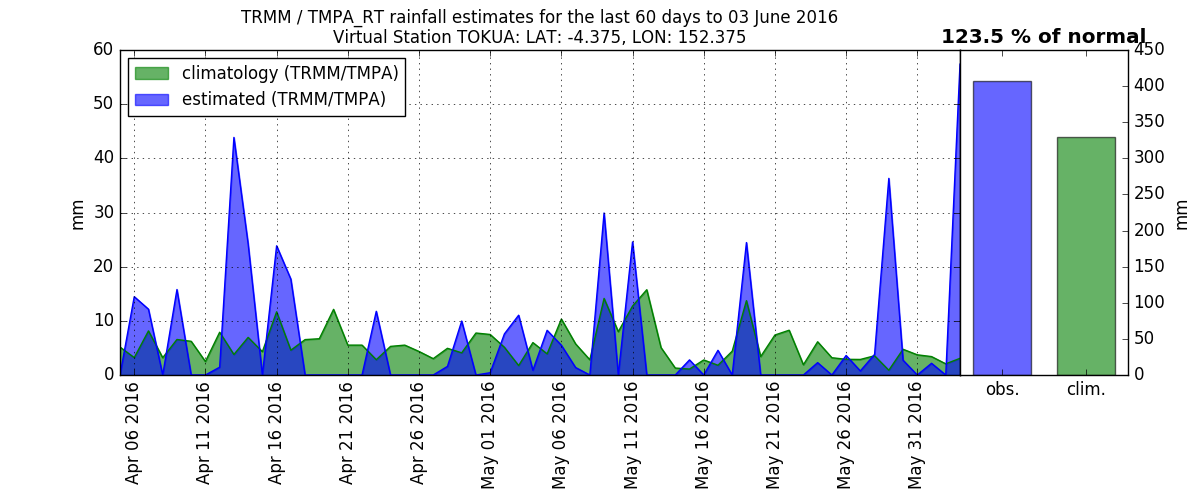 TRMM / TMPA_RT rainfall estimates for the last 60 days to 03 June 2016
Virtual Station TOKUA: LAT: -4.375, LON: 152.375
123.5 % of normal
climatology (TRMM/TMPA)
estimated (TRMM/TMPA)
60
50
40
30
20
10
0
mm
Apr 06 2016
Apr 11 2016
Apr 16 2016
Apr 21 2016
Apr 26 2016
May 01 2016
May 06 2016
May 11 2016
May 16 2016
May 21 2016
May 26 2016
May 31 2016
obs.
clim.
450
400
350
300
250
200
150
100
50
0
mm